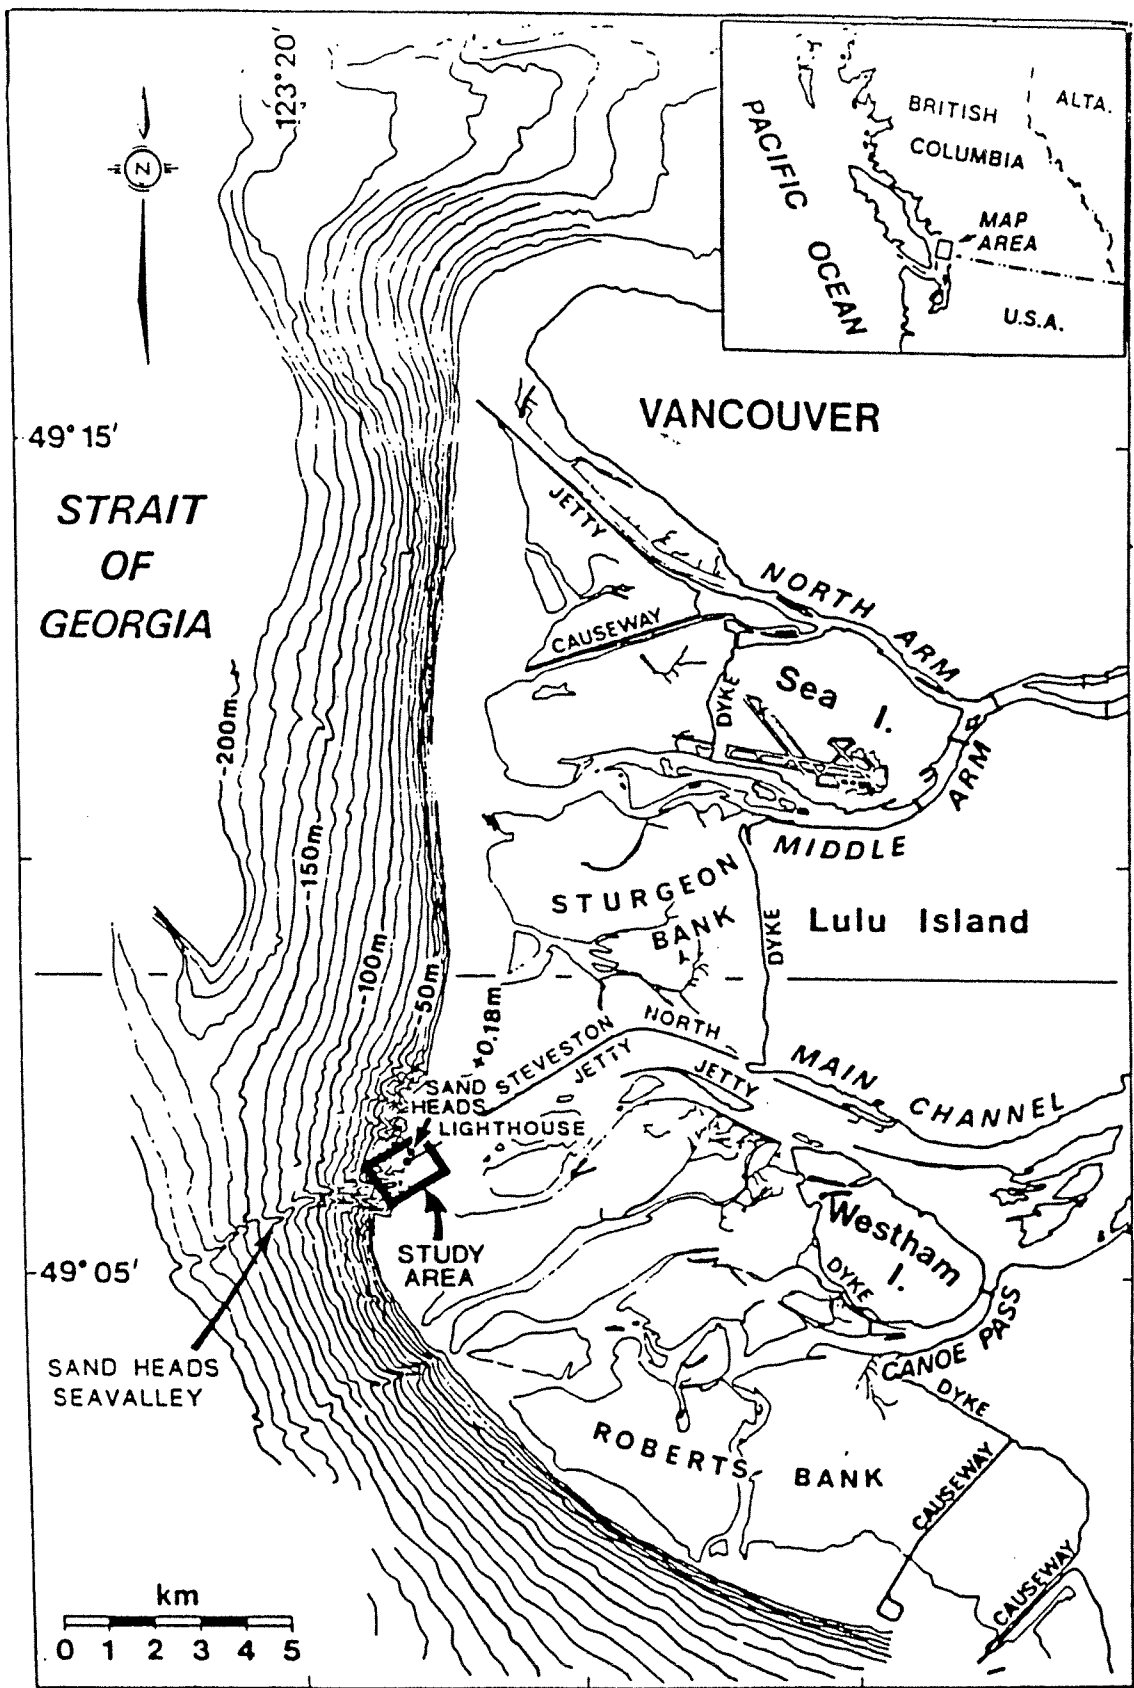 123°20'
N
PACIFIC OCEAN
BRITISH
COLUMBIA
ALTA.
MAP
AREA
U.S.A.
VANCOUVER
49°15'
STRAIT
OF
GEORGIA
JETTY
NORTH ARM
CAUSEWAY
DYKE
Sea I.
-200m
MIDDLE ARM
-150m
STURGEON
BANK
DYKE
Lulu Island
-100m
-50m
+0.18m
STEVESTON NORTH
JETTY
JETTY
MAIN CHANNEL
SAND
HEADS
LIGHTHOUSE
STUDY
AREA
49°05'
Westham
I.
DYKE
CANOE PASS
SAND HEADS
SEAVALLEY
DYKE
ROBERTS BANK
CAUSEWAY
CAUSEWAY
km
0 1 2 3 4 5